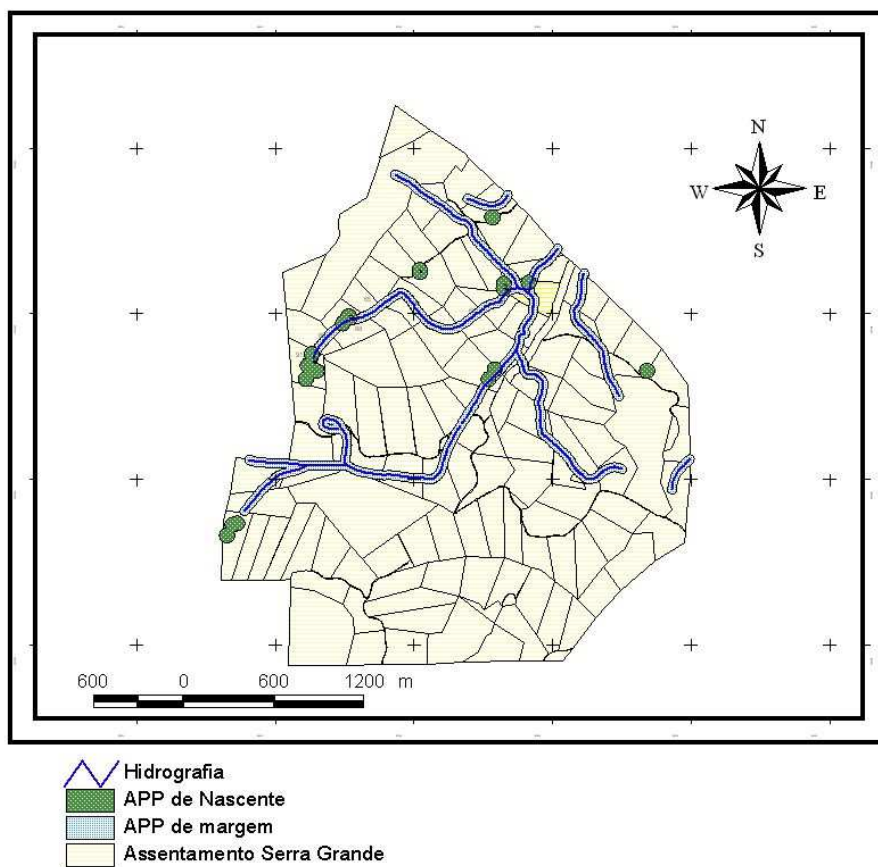 N
W E
S
600 0 600 1200 m
Hidrografia
APP de Nascente
APP de margem
Assentamento Serra Grande